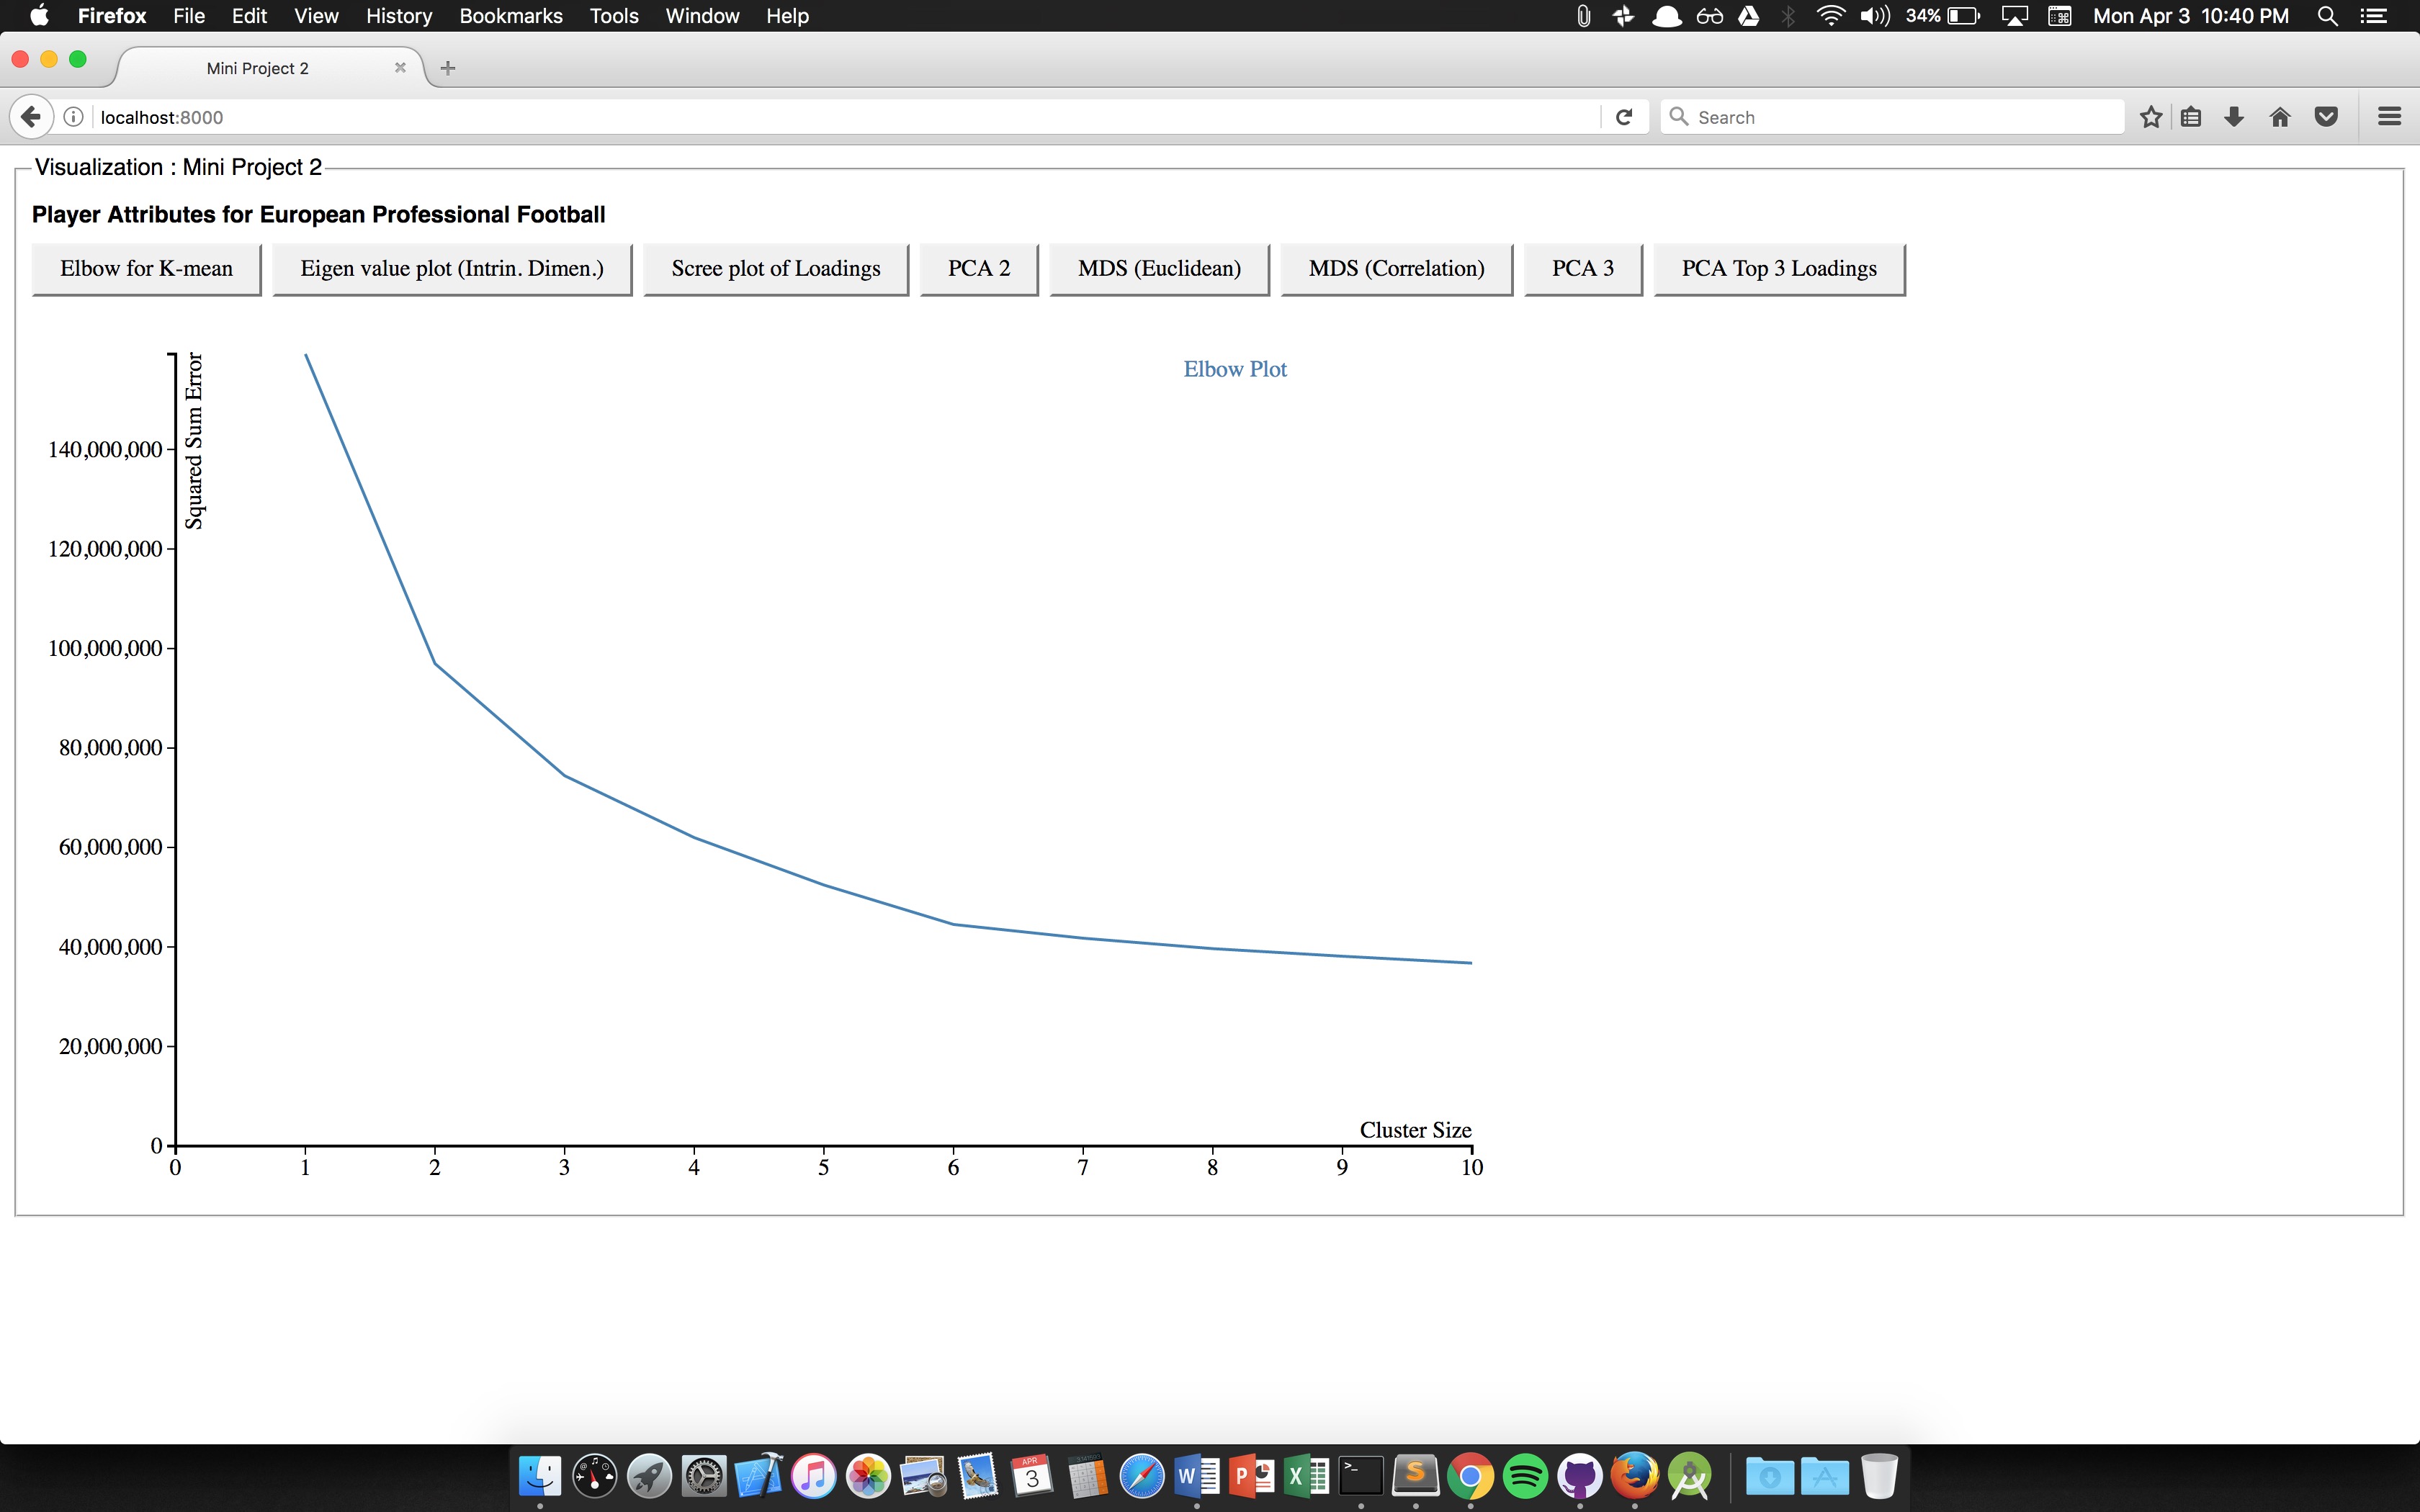 Firefox File Edit View History Bookmarks Tools Window Help 34% Mon Apr 3 10:40 PM
Mini Project 2
localhost:8000 Search
Visualization : Mini Project 2
Player Attributes for European Professional Football
Elbow for K-mean Eigen value plot (Intrin. Dimen.) Scree plot of Loadings PCA 2 MDS (Euclidean) MDS (Correlation) PCA 3 PCA Top 3 Loadings
Elbow Plot
Squared Sum Error
140,000,000
120,000,000
100,000,000
80,000,000
60,000,000
40,000,000
20,000,000
0
Cluster Size
0 1 2 3 4 5 6 7 8 9 10
APR
3
W P X S